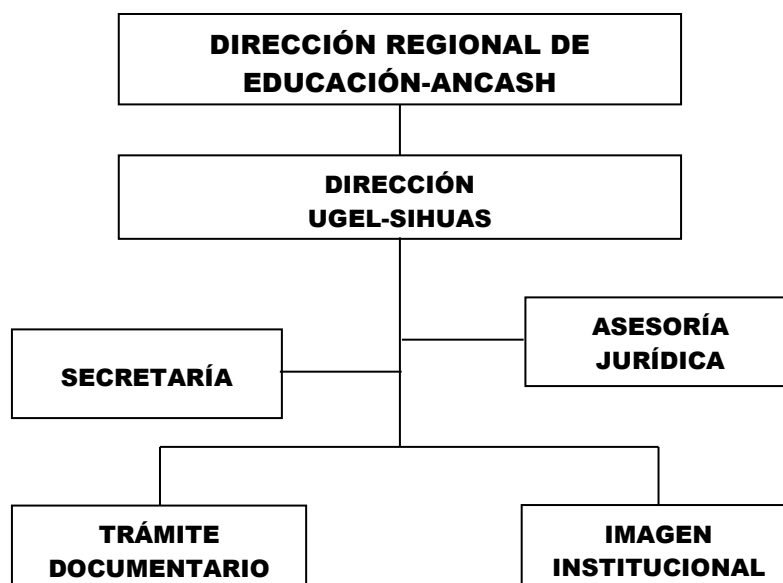 DIRECCIÓN REGIONAL DE
EDUCACIÓN-ANCASH
DIRECCIÓN
UGEL-SIHUAS
ASESORÍA
JURÍDICA
SECRETARÍA
TRÁMITE
DOCUMENTARIO
IMAGEN
INSTITUCIONAL